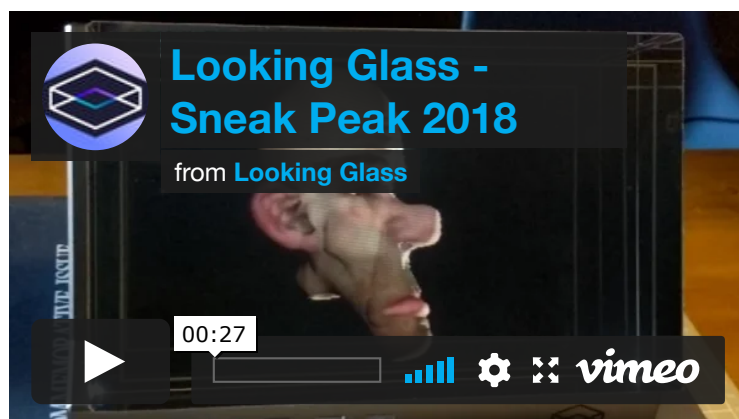 Looking Glass -
Sneak Peak 2018
from Looking Glass
00:27
vimeo